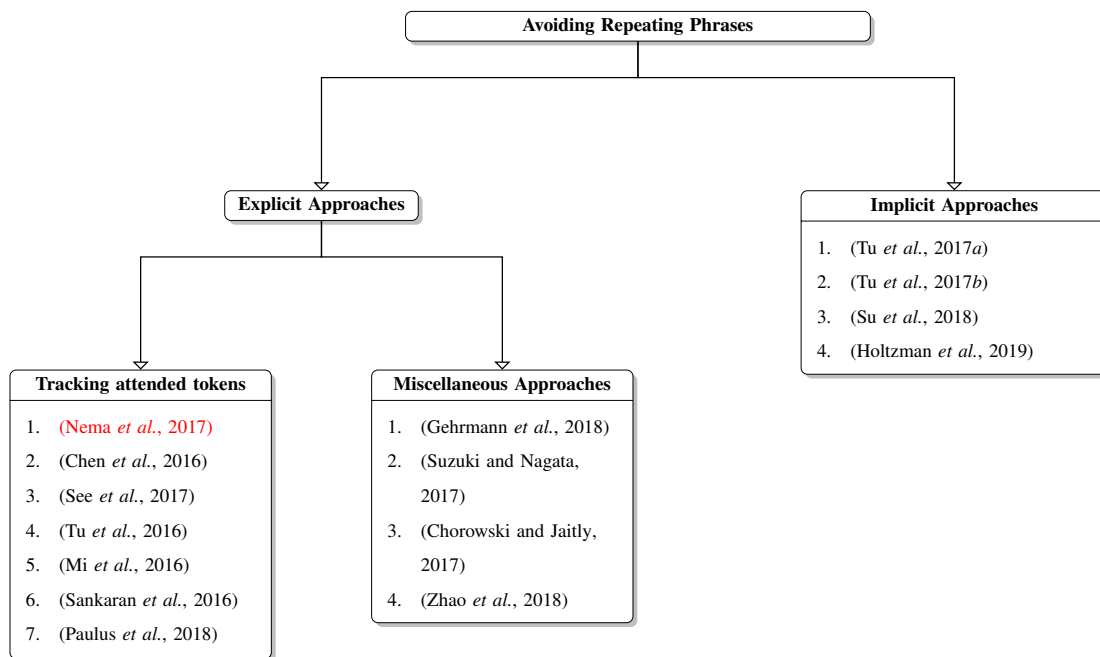 Avoiding Repeating Phrases
Explicit Approaches
Implicit Approaches
1. (Tu et al., 2017a)
2. (Tu et al., 2017b)
3. (Su et al., 2018)
4. (Holtzman et al., 2019)
Tracking attended tokens
1. (Nema et al., 2017)
2. (Chen et al., 2016)
3. (See et al., 2017)
4. (Tu et al., 2016)
5. (Mi et al., 2016)
6. (Sankaran et al., 2016)
7. (Paulus et al., 2018)
Miscellaneous Approaches
1. (Gehrmann et al., 2018)
2. (Suzuki and Nagata,
2017)
3. (Chorowski and Jaitly,
2017)
4. (Zhao et al., 2018)